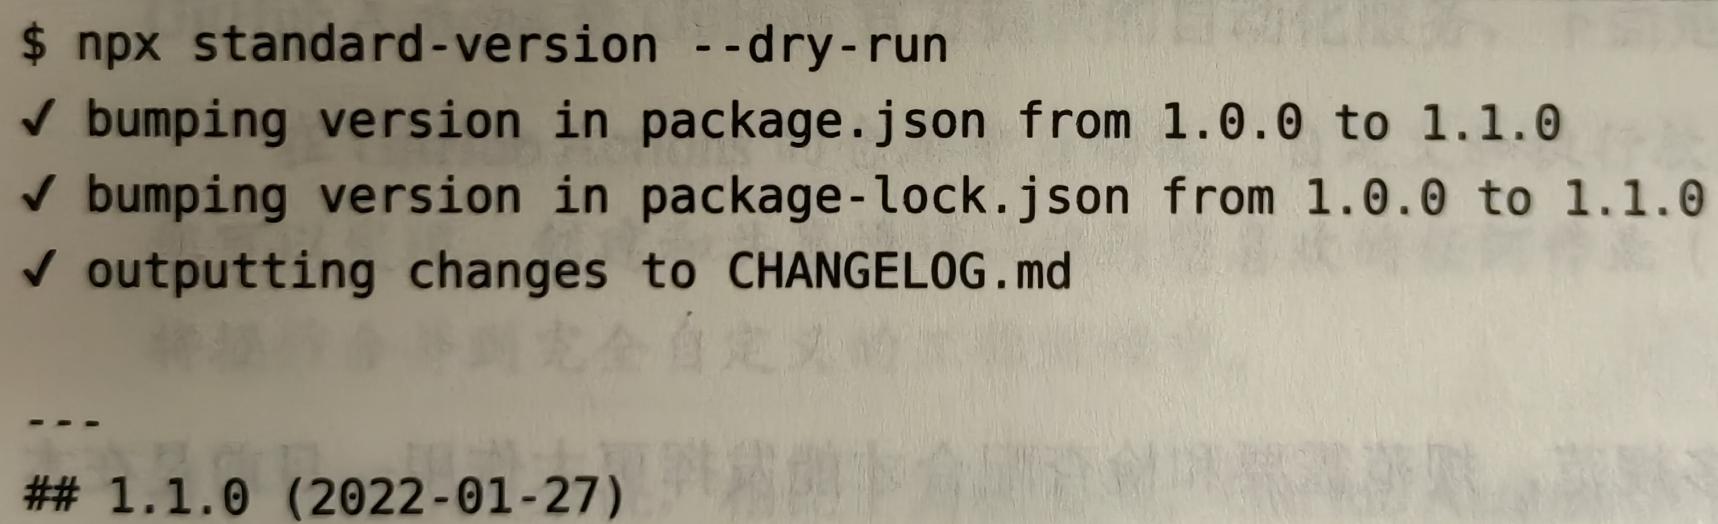 $ npx standard-version --dry-run
✓ bumping version in package.json from 1.0.0 to 1.1.0
✓ bumping version in package-lock.json from 1.0.0 to 1.1.0
✓ outputting changes to CHANGELOG.md
---
## 1.1.0 (2022-01-27)